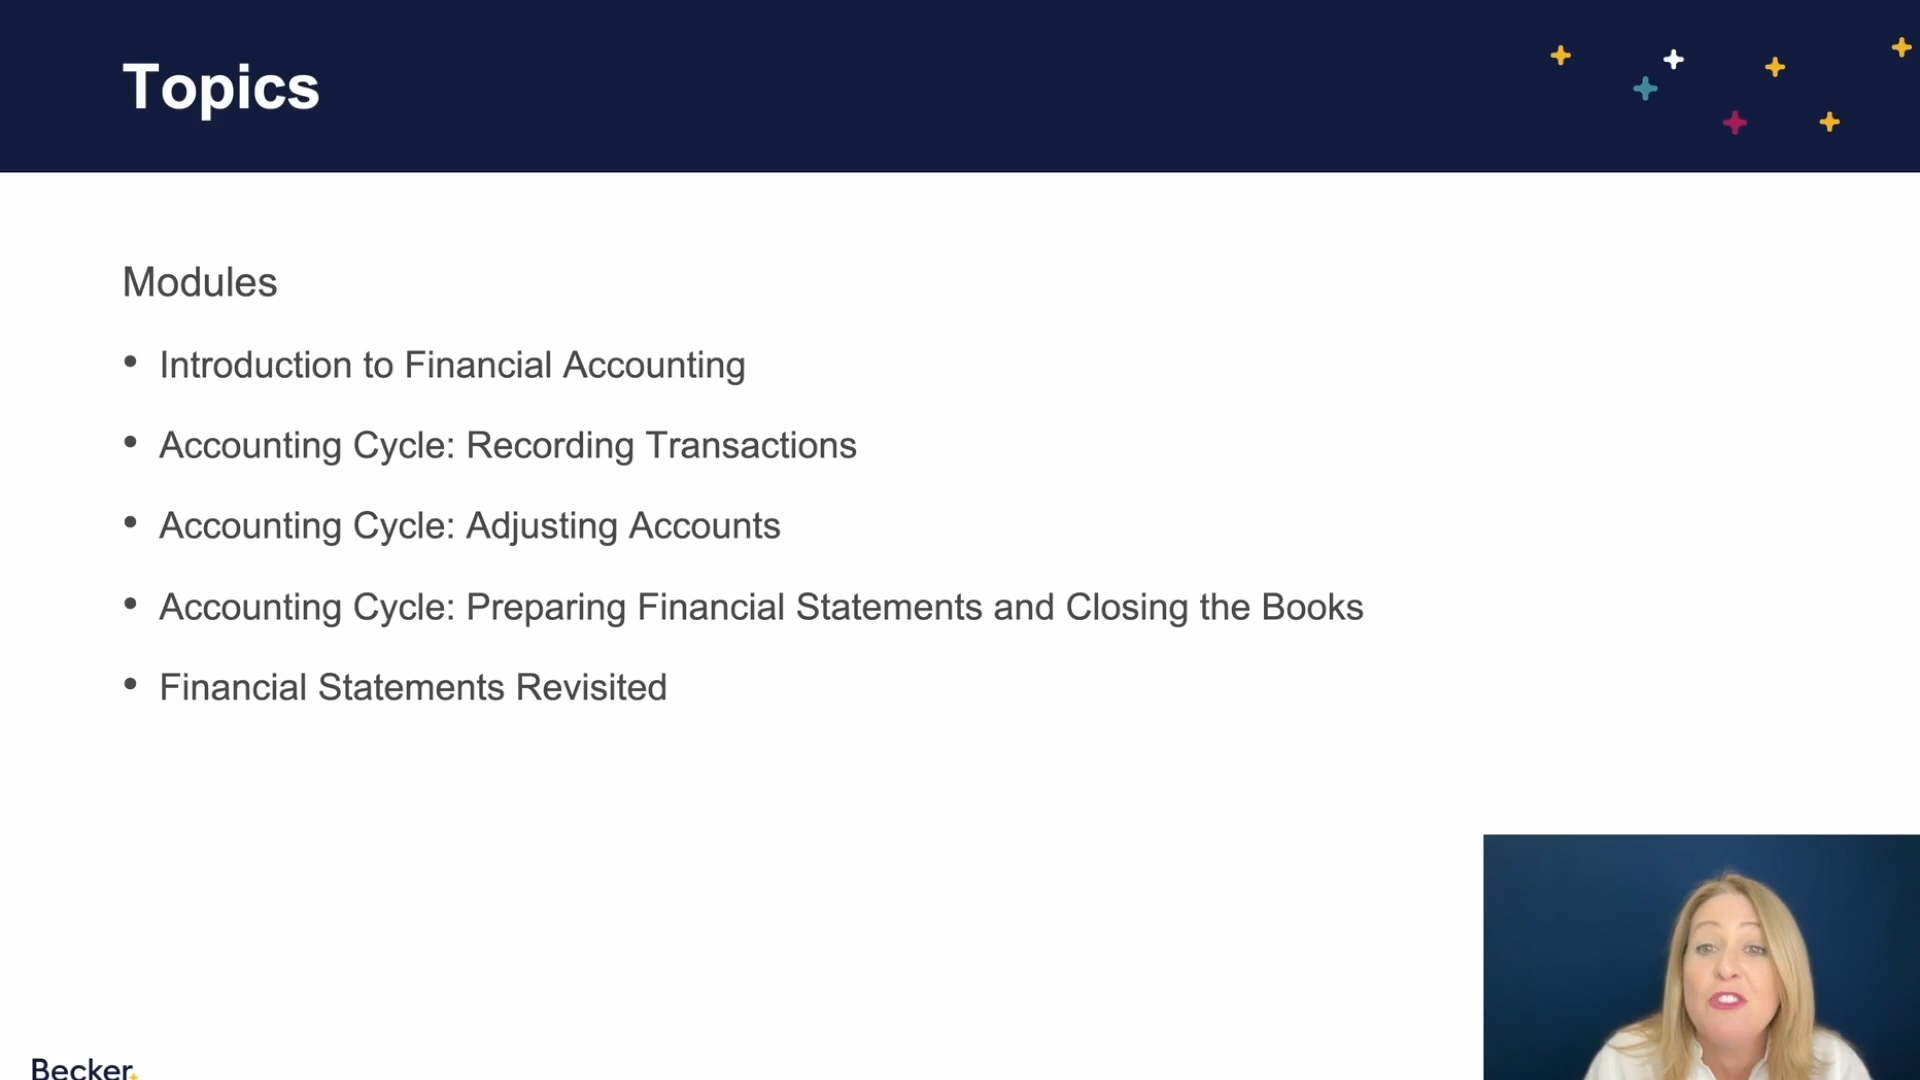 Topics
Modules
• Introduction to Financial Accounting
• Accounting Cycle: Recording Transactions
• Accounting Cycle: Adjusting Accounts
• Accounting Cycle: Preparing Financial Statements and Closing the Books
• Financial Statements Revisited
Becker